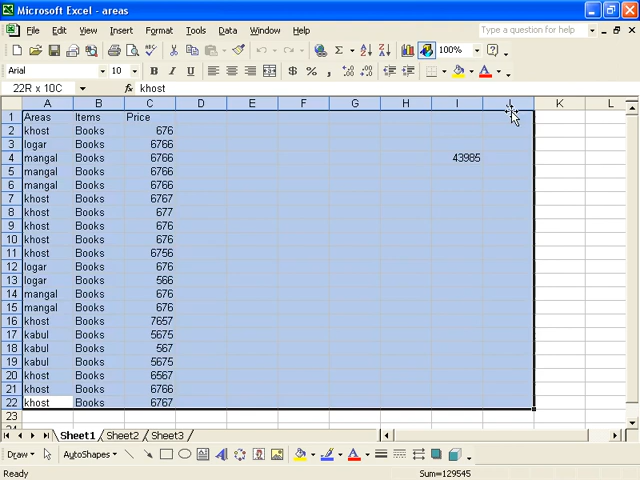 Microsoft Excel - areas
File Edit View Insert Format Tools Data Window Help
Type a question for help
100%
Arial 10 B I U $ % ,
22R x 10C fx khost
A B C D E F G H I J K L
1 Areas Items Price
2 khost Books 676
3 logar Books 6766
4 mangal Books 6766 43985
5 mangal Books 6766
6 mangal Books 6766
7 khost Books 6767
8 khost Books 677
9 khost Books 676
10 khost Books 676
11 khost Books 6756
12 logar Books 676
13 logar Books 566
14 mangal Books 676
15 mangal Books 676
16 khost Books 7657
17 kabul Books 5675
18 kabul Books 567
19 kabul Books 5675
20 khost Books 6567
21 khost Books 6766
22 khost Books 6767
23
Sheet1 Sheet2 Sheet3
Draw AutoShapes
Ready Sum=129545